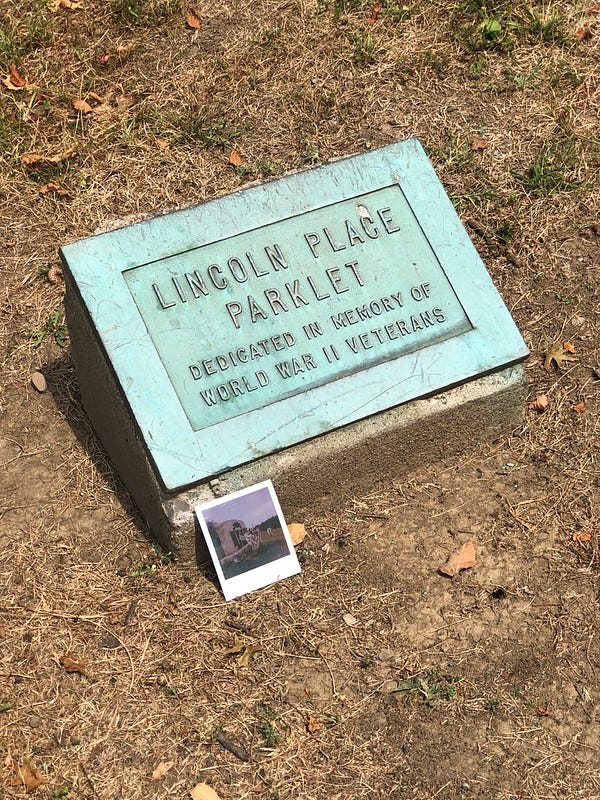 LINCOLN PLACE
PARKLET
DEDICATED IN MEMORY OF
WORLD WAR II VETERANS